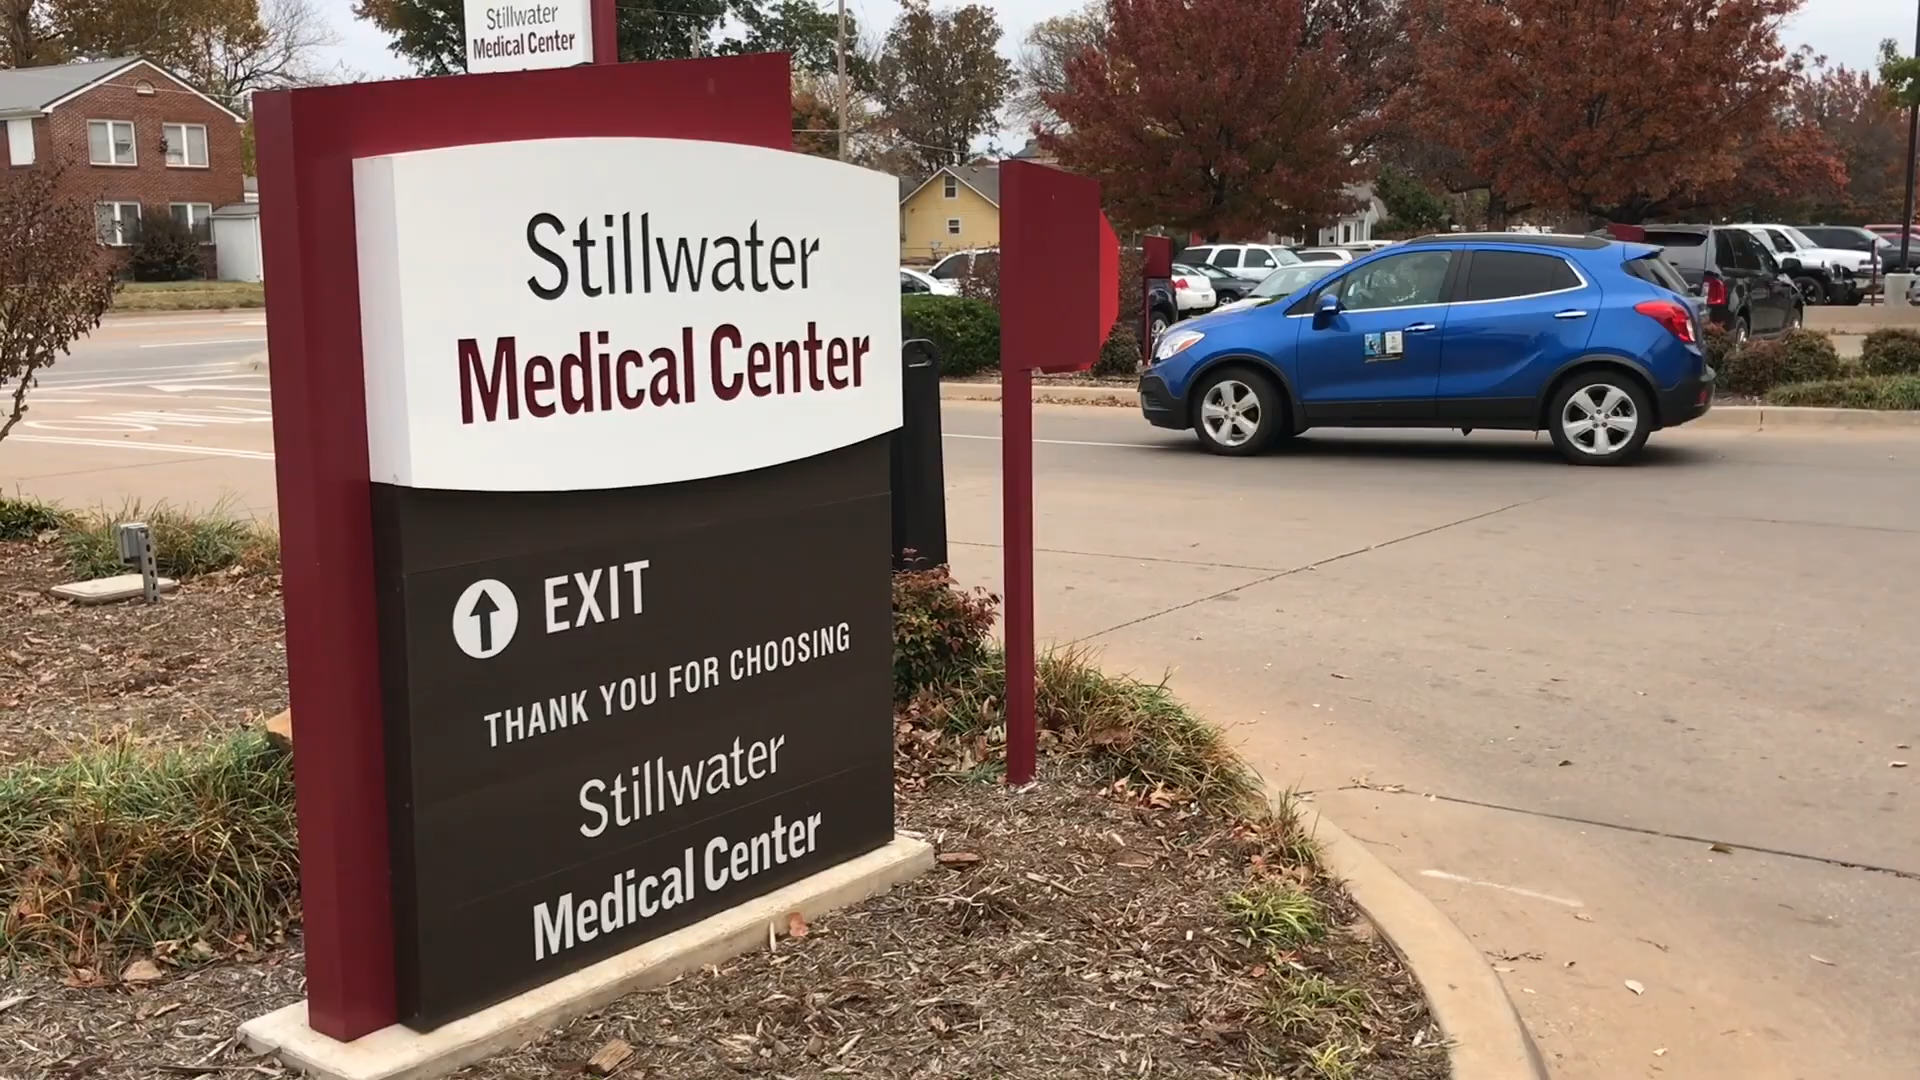 Stillwater
Medical Center
Stillwater
Medical Center
EXIT
THANK YOU FOR CHOOSING
Stillwater
Medical Center